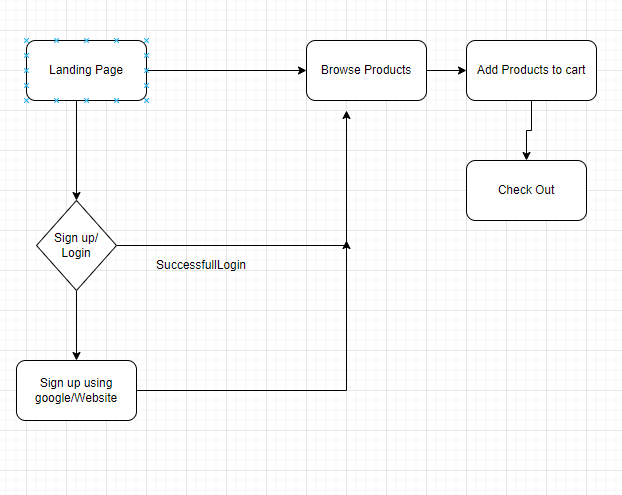 Landing Page
Browse Products
Add Products to cart
Check Out
Sign up/
Login
SuccessfullLogin
Sign up using
google/Website